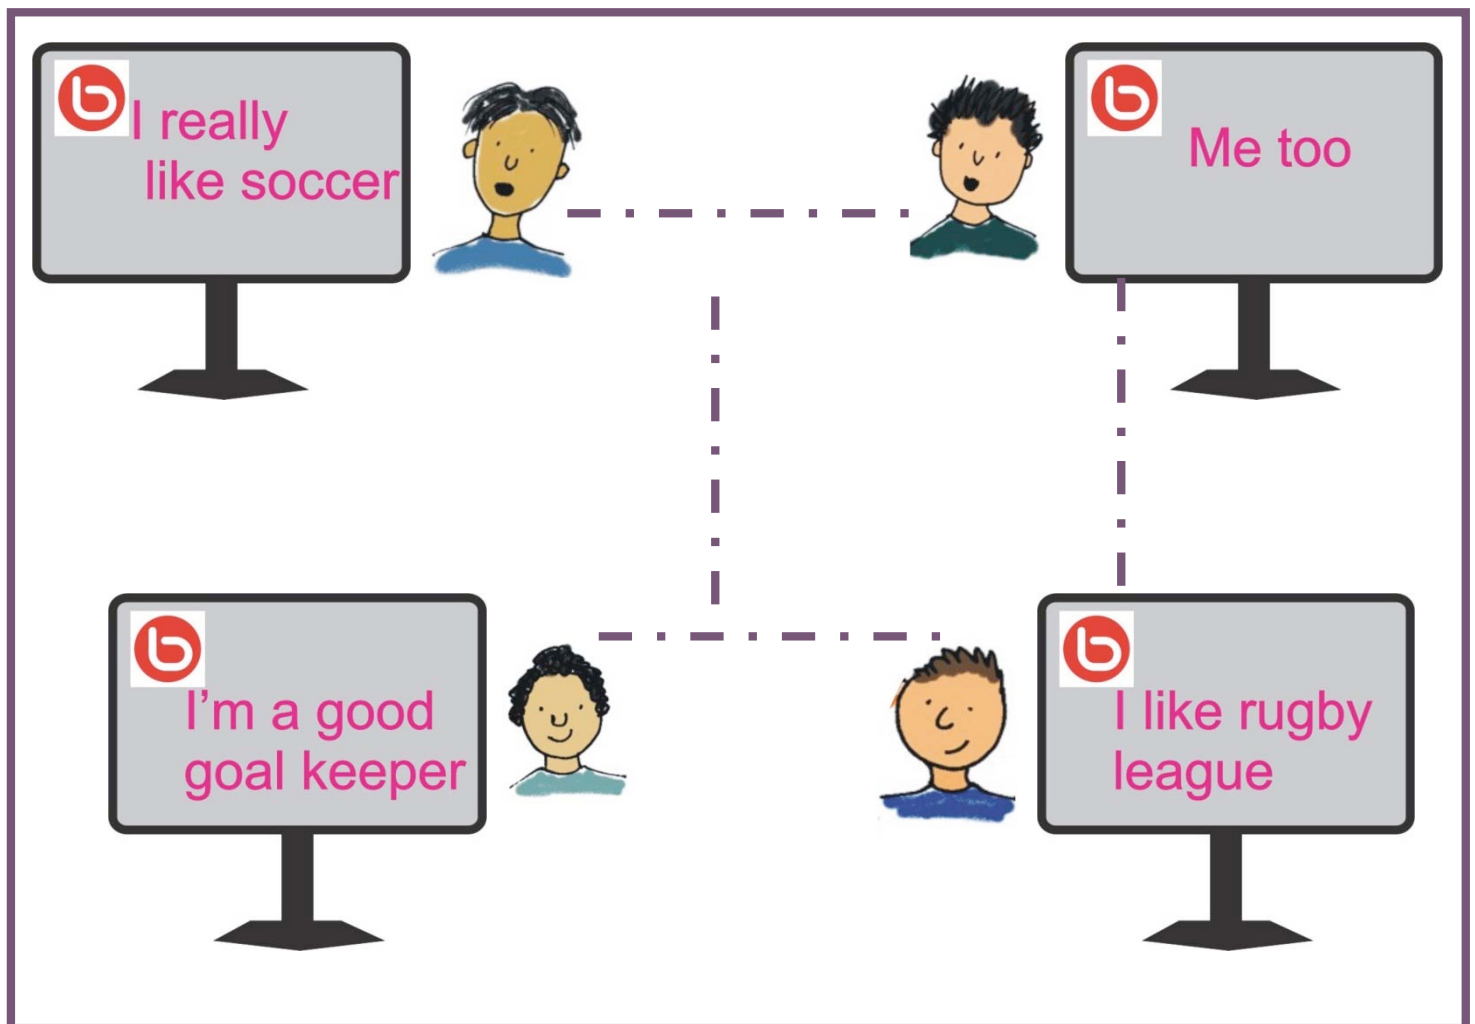 b
I really
like soccer
b
Me too
b
I'm a good
goal keeper
b
I like rugby
league